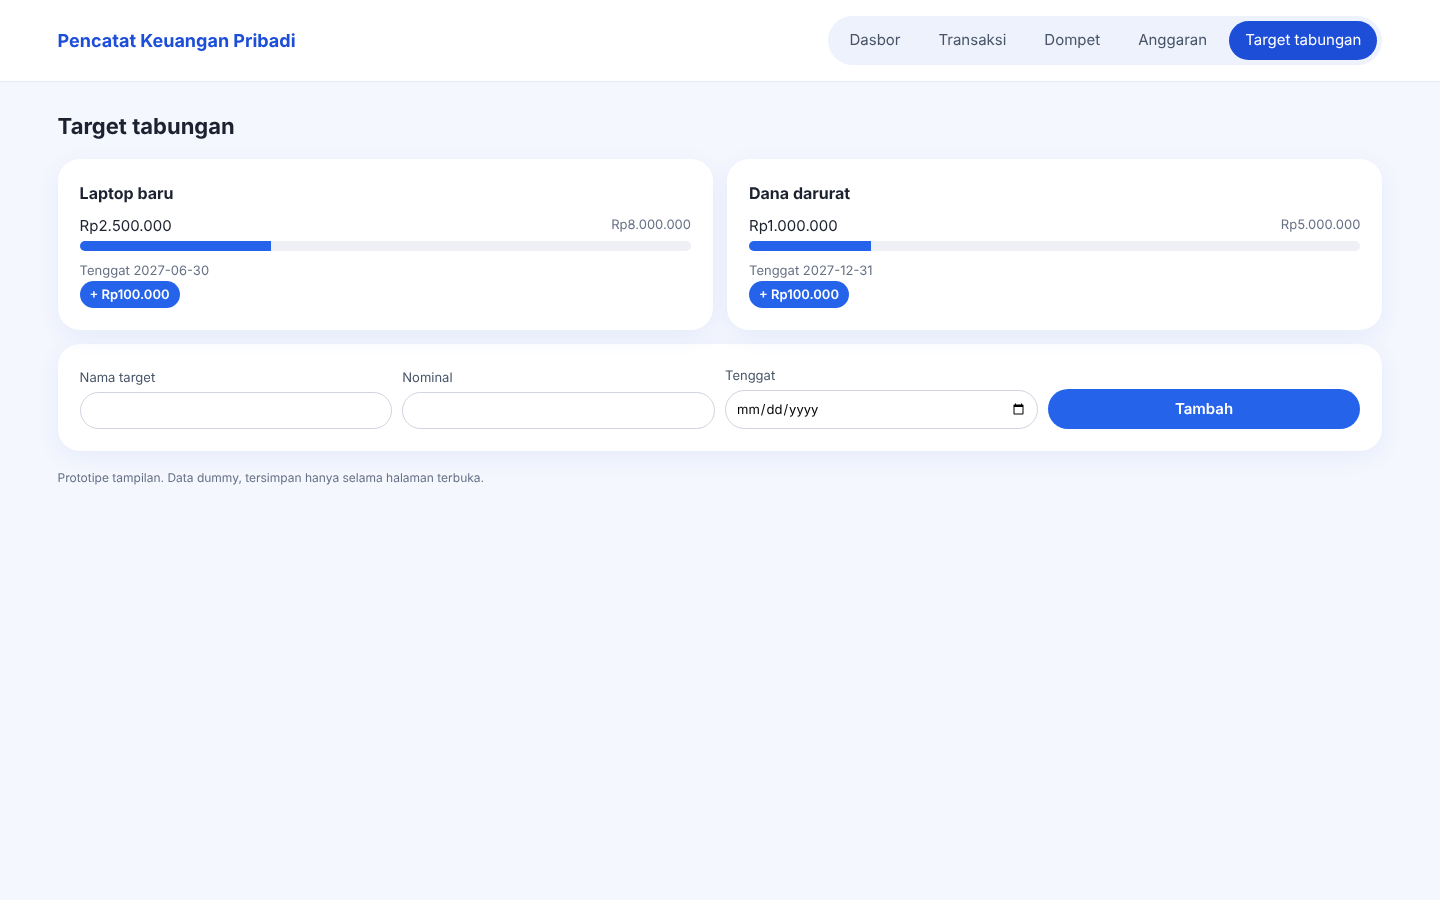 Pencatat Keuangan Pribadi
Dasbor Transaksi Dompet Anggaran Target tabungan
Target tabungan
Laptop baru
Rp2.500.000 Rp8.000.000
Tenggat 2027-06-30
+ Rp100.000
Dana darurat
Rp1.000.000 Rp5.000.000
Tenggat 2027-12-31
+ Rp100.000
Nama target
Nominal
Tenggat
mm/dd/yyyy
Tambah
Prototipe tampilan. Data dummy, tersimpan hanya selama halaman terbuka.